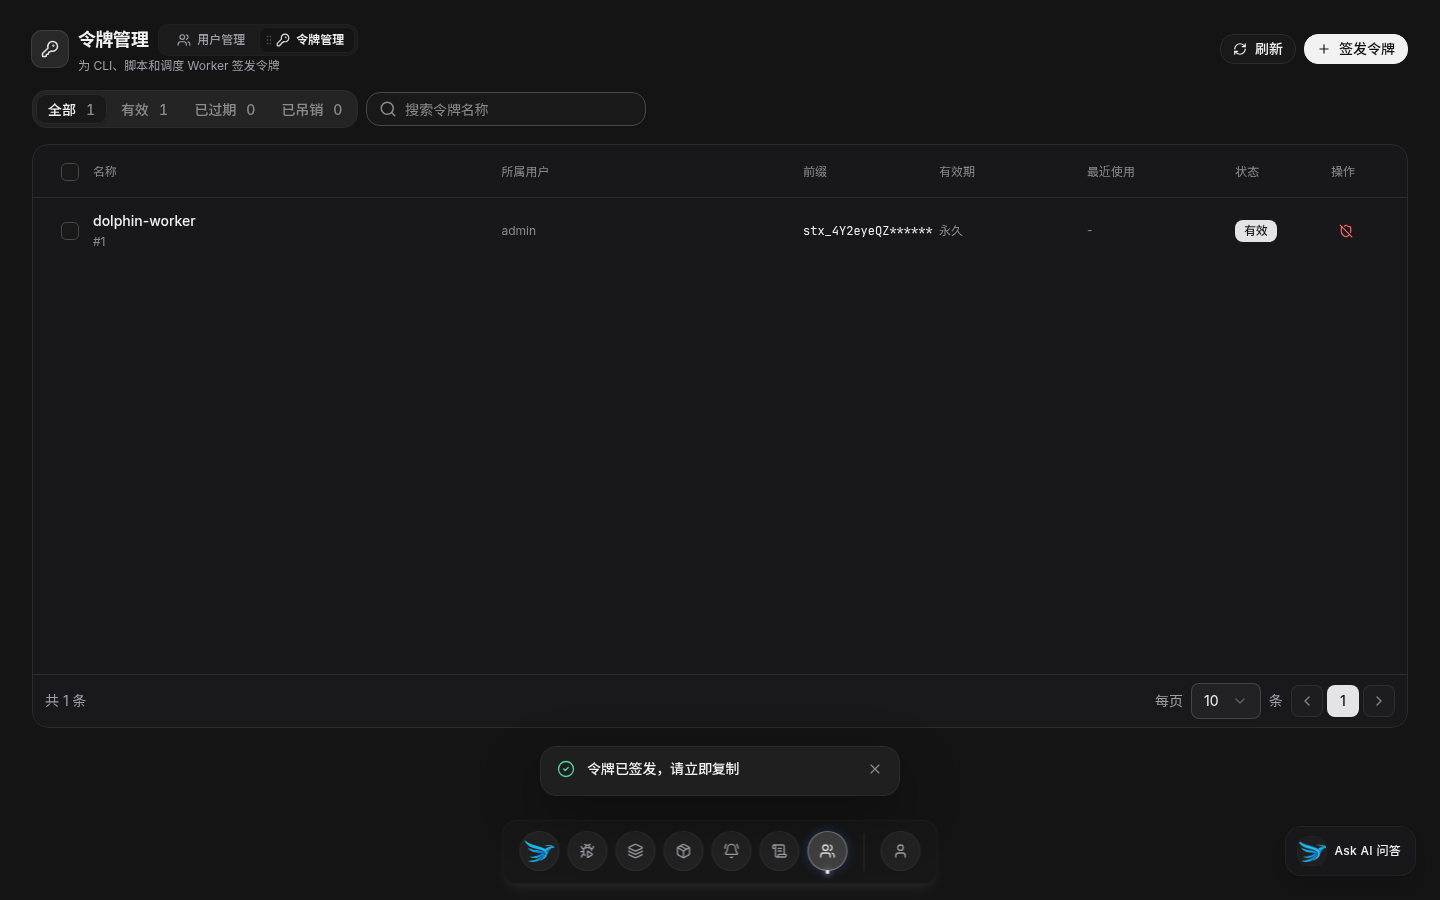 令牌管理 用户管理 令牌管理
为 CLI、脚本和调度 Worker 签发令牌
刷新 签发令牌
全部 1 有效 1 已过期 0 已吊销 0 搜索令牌名称
名称 所属用户 前缀 有效期 最近使用 状态 操作
dolphin-worker
#1
admin stx_4Y2eyeQZ****** 永久 - 有效
共 1 条 每页 10 条 1
令牌已签发，请立即复制
Ask AI 问答